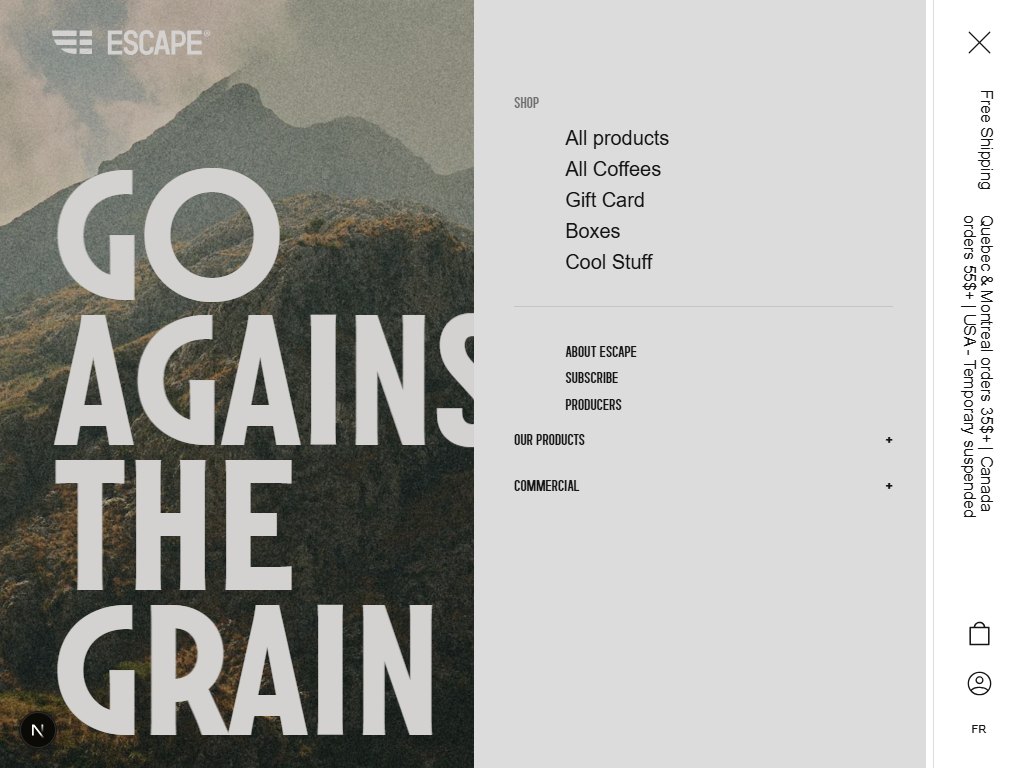 ESCAPE®
GO
AGAINS
THE
GRAIN
N
SHOP
All products
All Coffees
Gift Card
Boxes
Cool Stuff
ABOUT ESCAPE
SUBSCRIBE
PRODUCERS
OUR PRODUCTS +
COMMERCIAL +
Free Shipping
Quebec & Montreal orders 35$+ | Canada
orders 55$+ | USA - Temporary suspended
FR